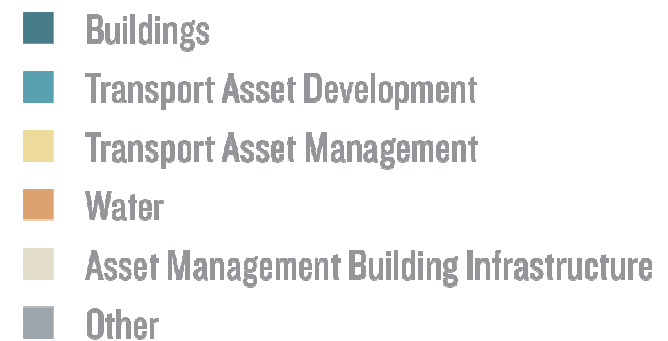 Buildings
Transport Asset Development
Transport Asset Management
Water
Asset Management Building Infrastructure
Other